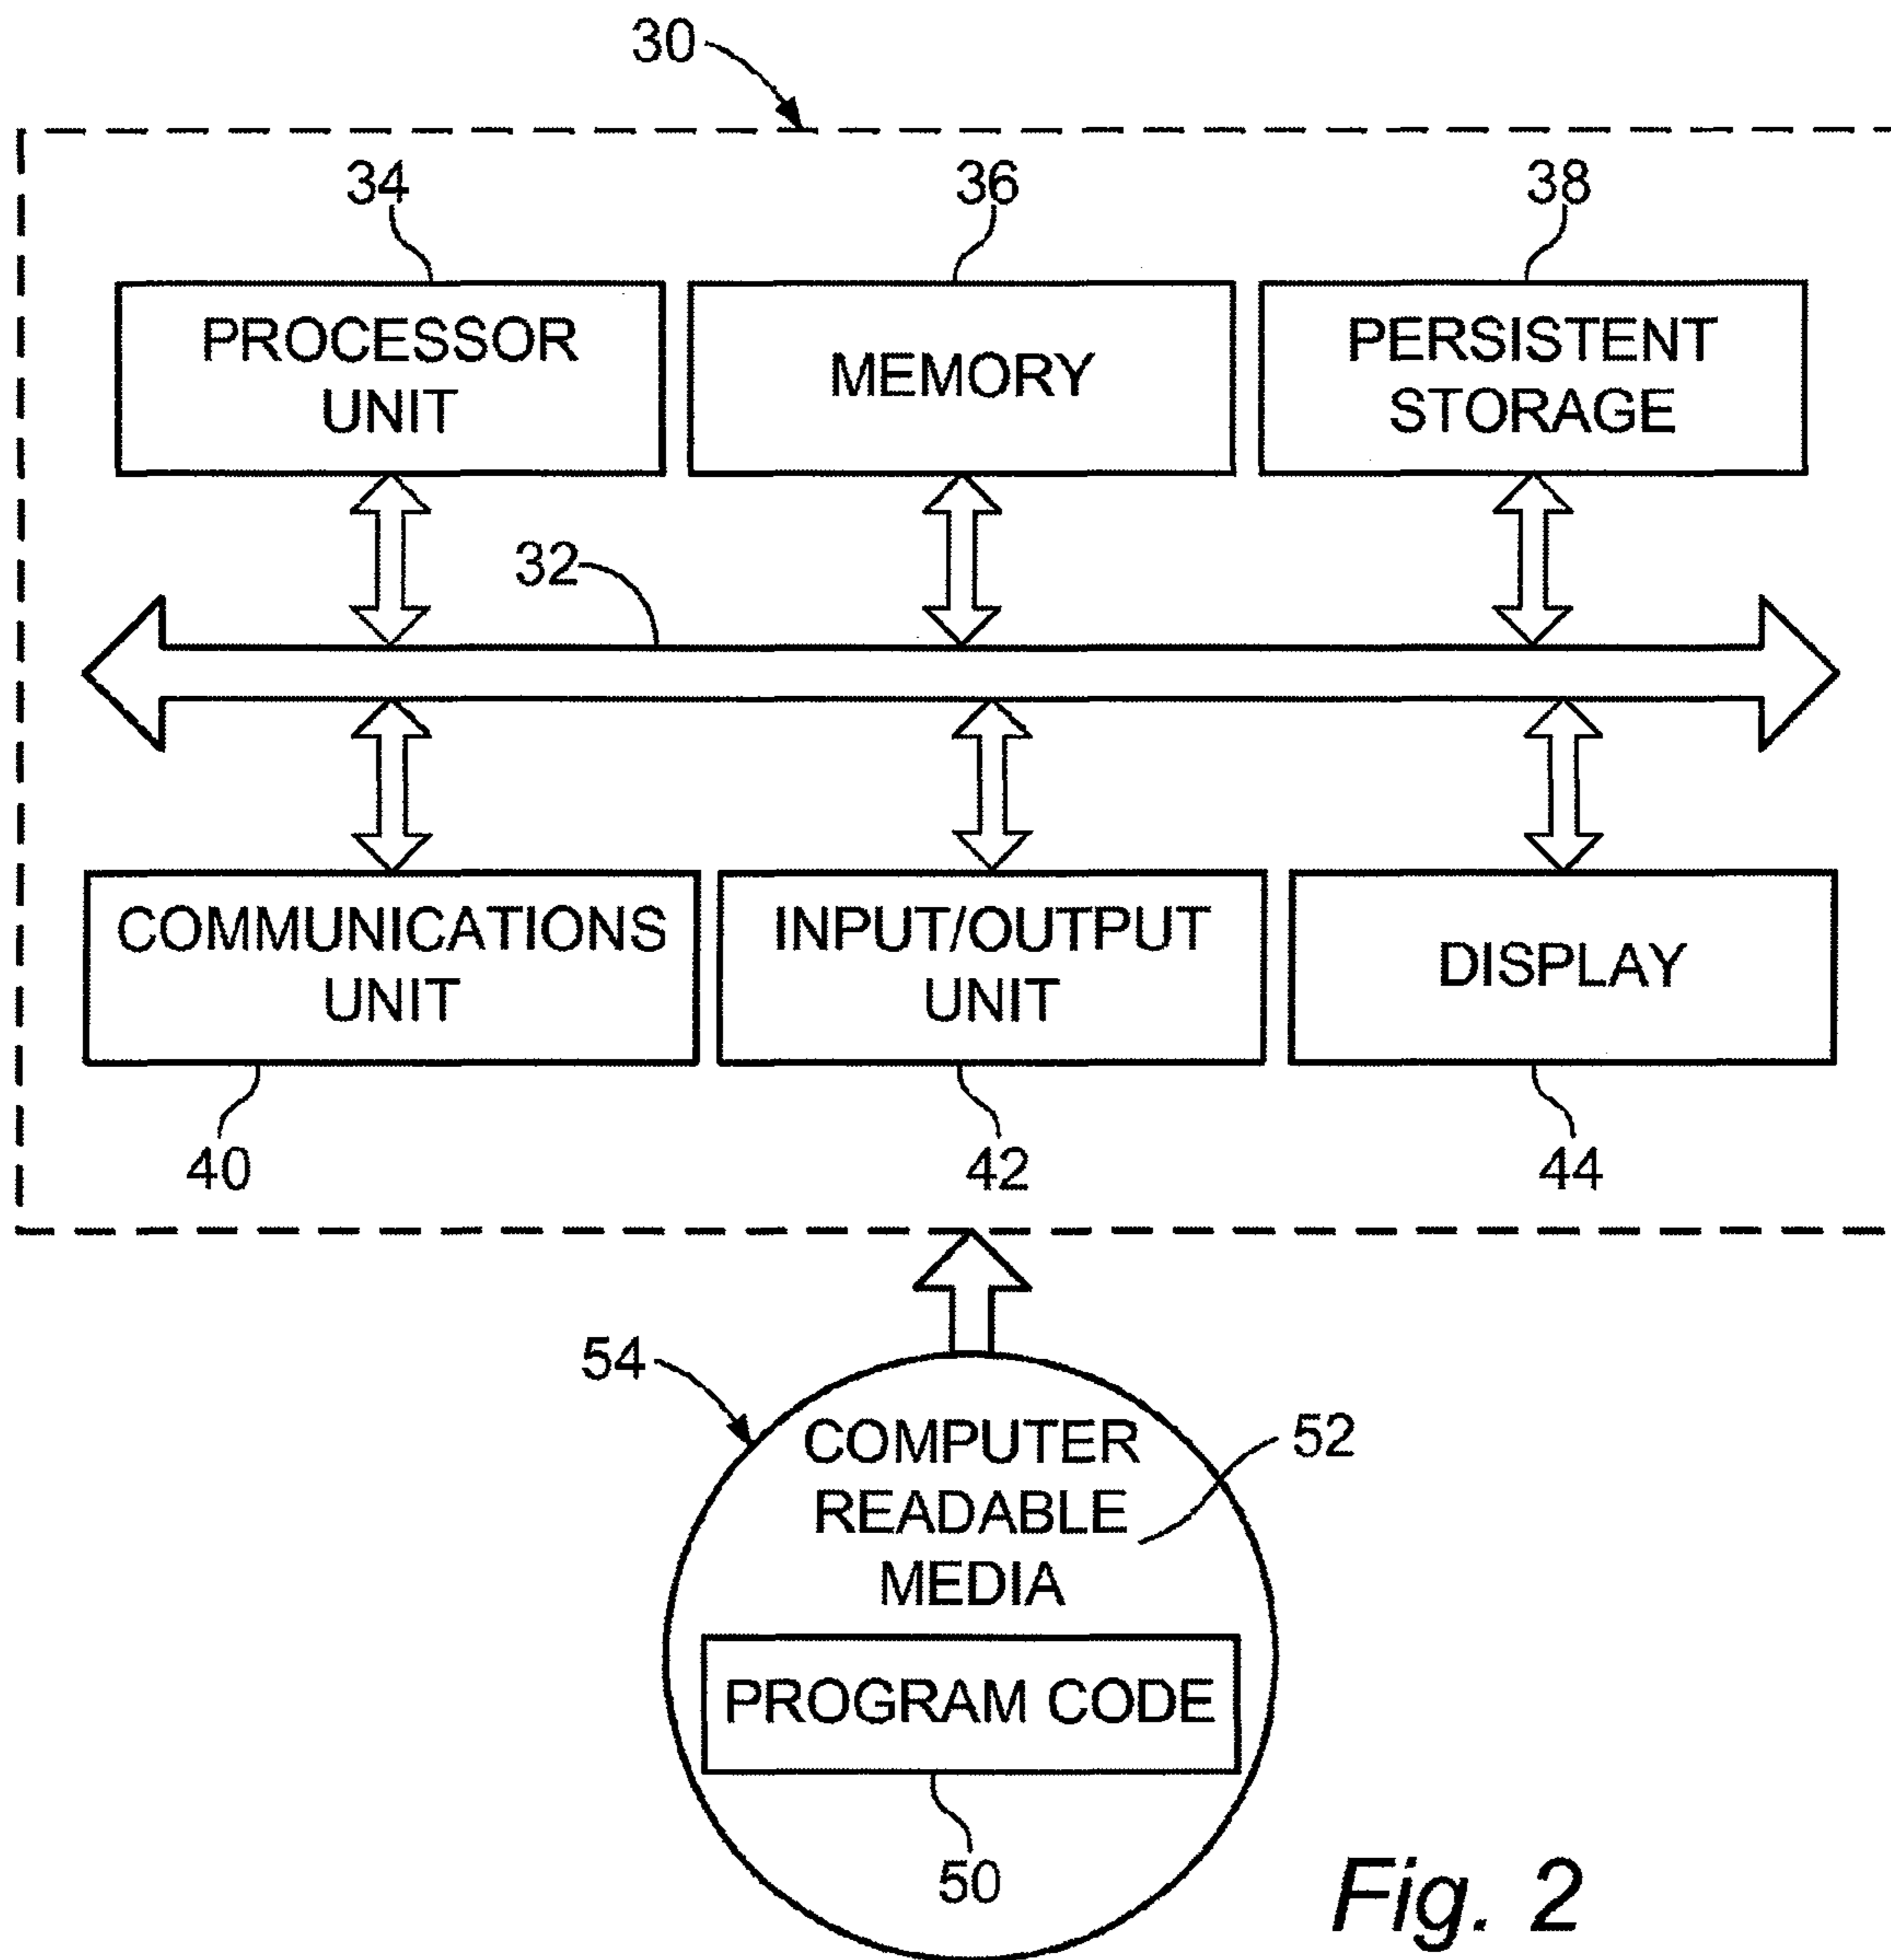 30
34
36
38
PROCESSOR
UNIT
MEMORY
PERSISTENT
STORAGE
32
COMMUNICATIONS
UNIT
INPUT/OUTPUT
UNIT
DISPLAY
40
42
44
54
COMPUTER
READABLE
MEDIA
52
PROGRAM CODE
50
Fig. 2